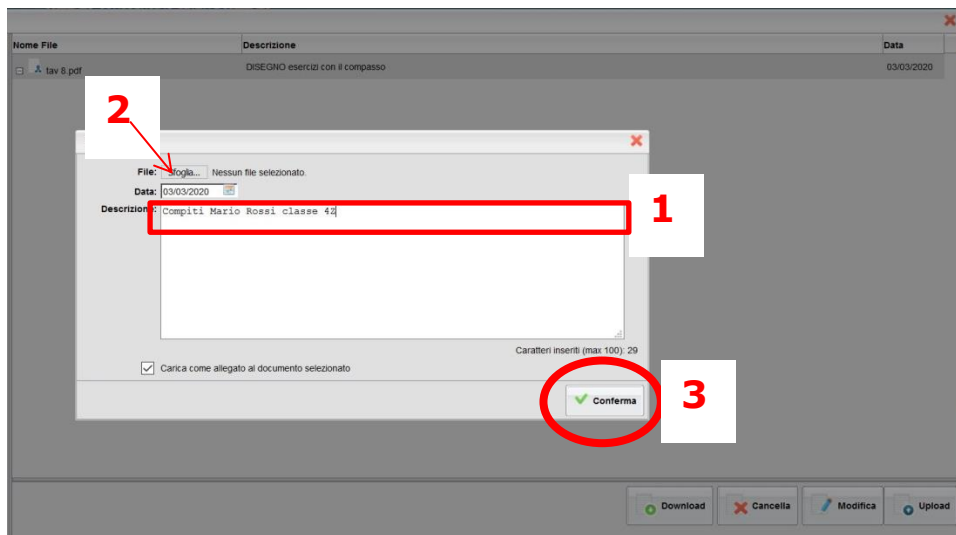 Nome File Descrizione Data
tav 8.pdf DISEGNO esercizi con il compasso 03/03/2020
2
File: Sfoglia... Nessun file selezionato.
Data: 03/03/2020
Descrizione: Compiti Mario Rossi classe 4Z
1
Caratteri inseriti (max 100): 29
Carica come allegato al documento selezionato
Conferma
3
Download Cancella Modifica Upload